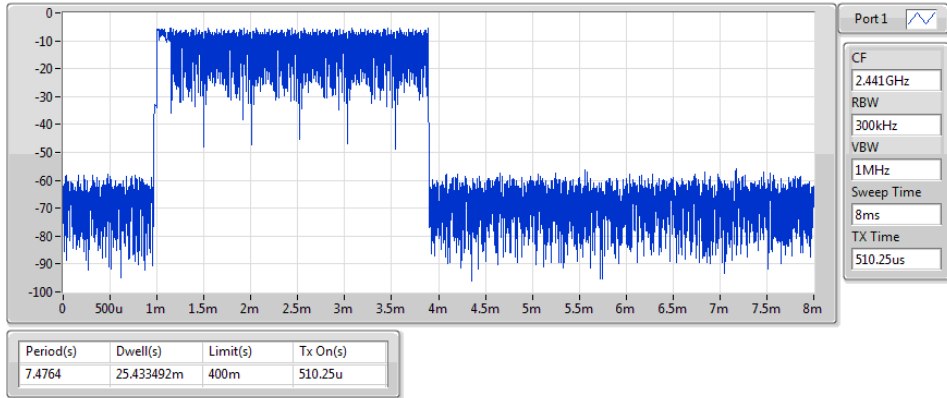 0
-10
-20
-30
-40
-50
-60
-70
-80
-90
-100
0 500u 1m 1.5m 2m 2.5m 3m 3.5m 4m 4.5m 5m 5.5m 6m 6.5m 7m 7.5m 8m
Port 1
CF
2.441GHz
RBW
300kHz
VBW
1MHz
Sweep Time
8ms
TX Time
510.25us
Period(s) Dwell(s) Limit(s) Tx On(s)
7.4764 25.433492m 400m 510.25u